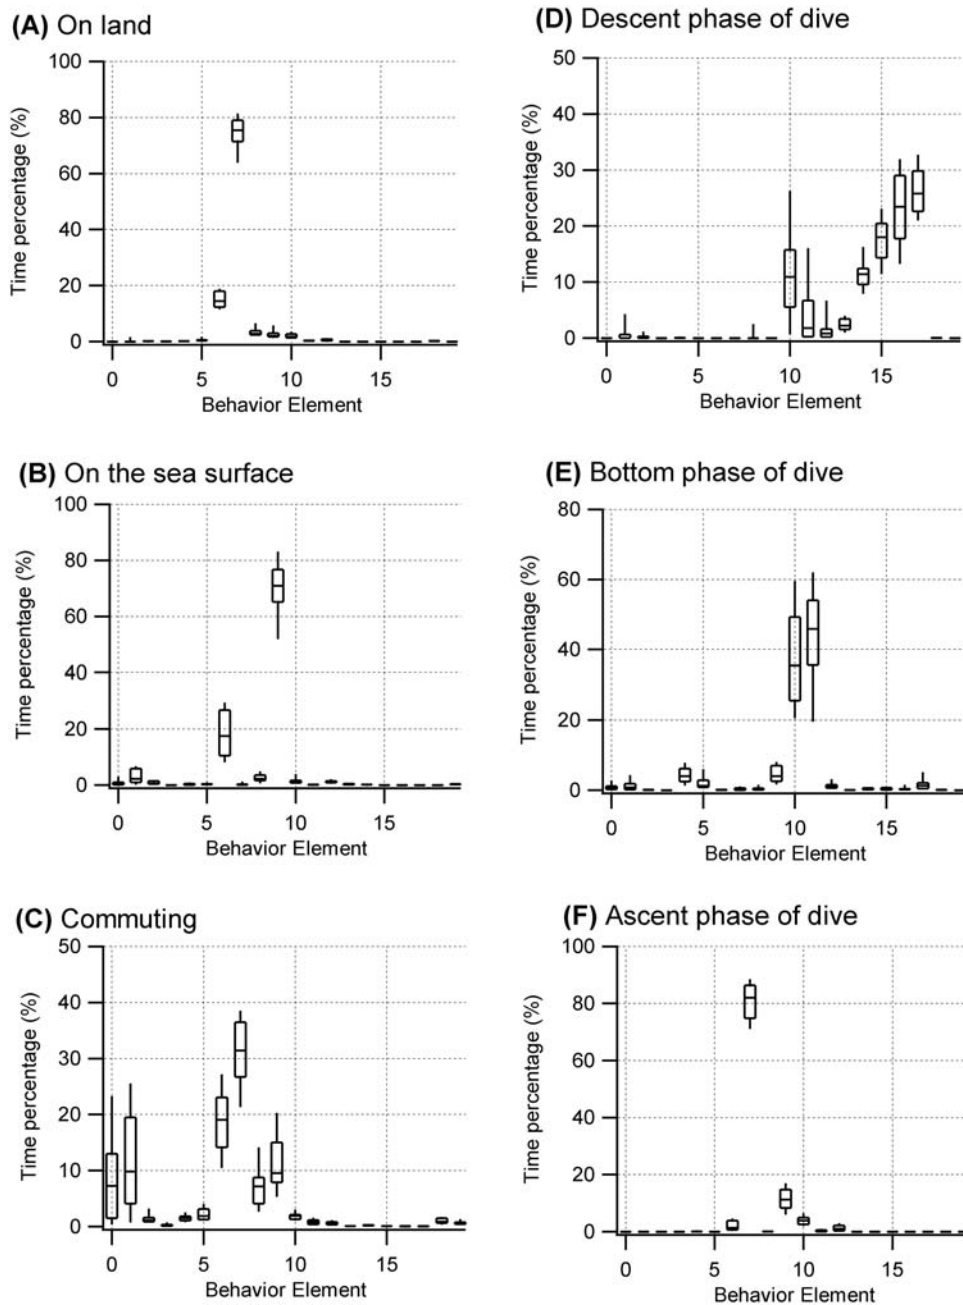 (A) On land
100
80
60
40
20
0
Time percentage (%)
0 5 10 15
Behavior Element
(B) On the sea surface
100
80
60
40
20
0
Time percentage (%)
0 5 10 15
Behavior Element
(C) Commuting
50
40
30
20
10
0
Time percentage (%)
0 5 10 15
Behavior Element
(D) Descent phase of dive
50
40
30
20
10
0
Time percentage (%)
0 5 10 15
Behavior Element
(E) Bottom phase of dive
80
60
40
20
0
Time percentage (%)
0 5 10 15
Behavior Element
(F) Ascent phase of dive
100
80
60
40
20
0
Time percentage (%)
0 5 10 15
Behavior Element